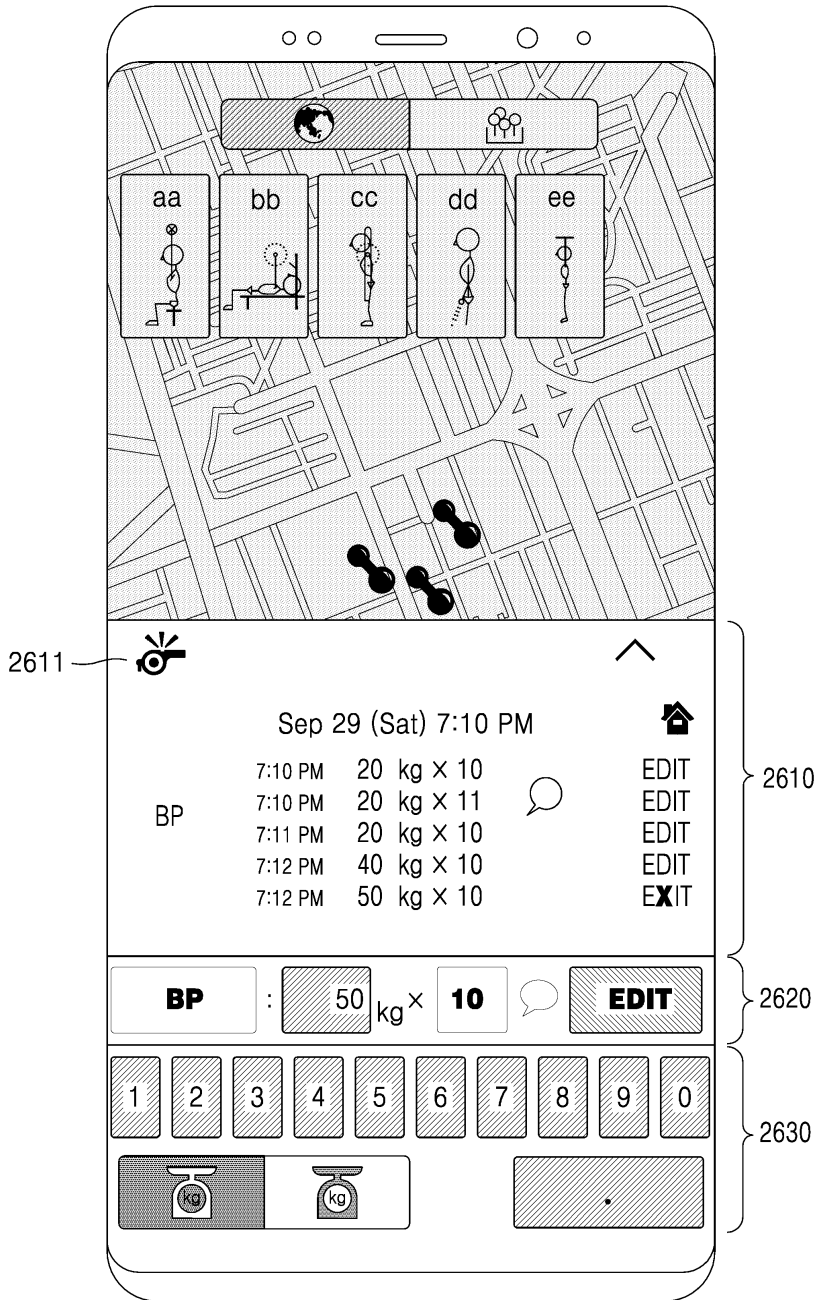 aa bb cc dd ee
2611
Sep 29 (Sat) 7:10 PM
BP
7:10 PM 20 kg × 10 EDIT
7:10 PM 20 kg × 11 EDIT
7:11 PM 20 kg × 10 EDIT
7:12 PM 40 kg × 10 EDIT
7:12 PM 50 kg × 10 EXIT
2610
BP : 50 kg × 10 EDIT
2620
1 2 3 4 5 6 7 8 9 0
2630
kg kg .